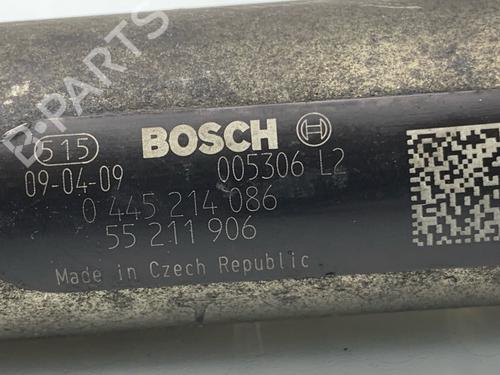 B-PARTS
515 BOSCH
09-04-09 005306 L2
0 445 214 086
55 211 906
Made in Czech Republic